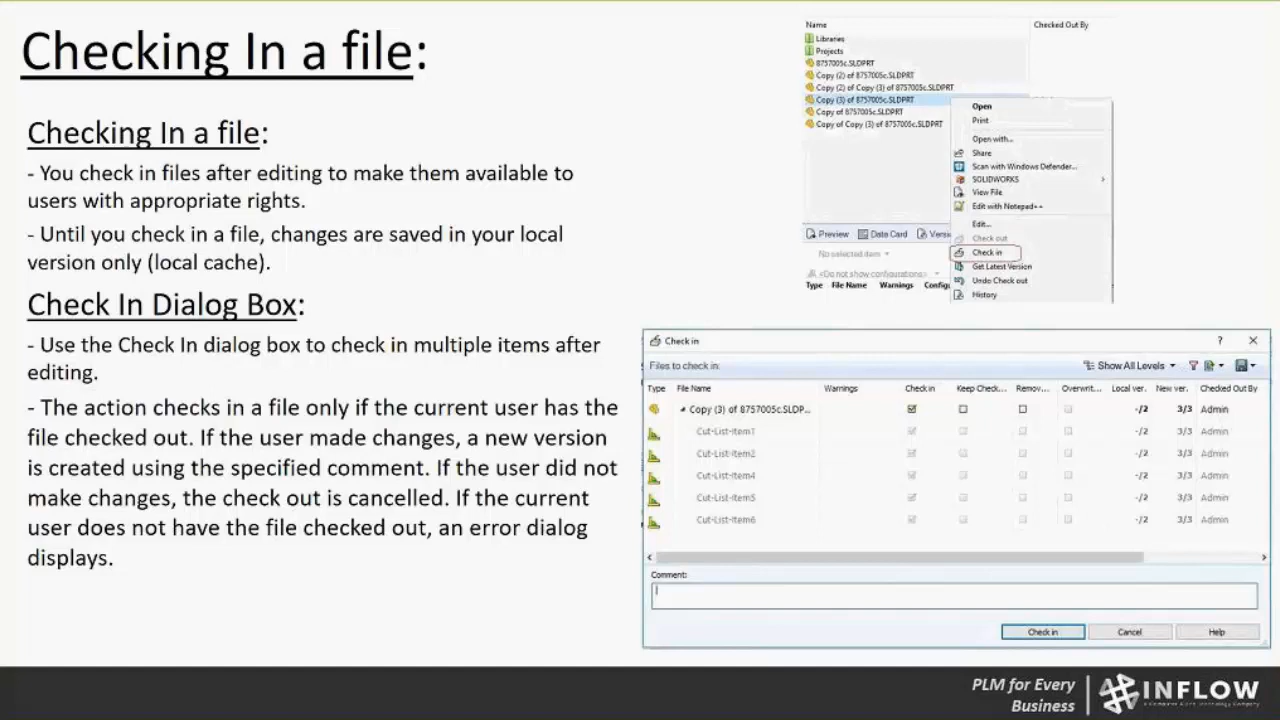 Checking In a file:
Checking In a file:
- You check in files after editing to make them available to
users with appropriate rights.
- Until you check in a file, changes are saved in your local
version only (local cache).
Check In Dialog Box:
- Use the Check In dialog box to check in multiple items after
editing.
- The action checks in a file only if the current user has the
file checked out. If the user made changes, a new version
is created using the specified comment. If the user did not
make changes, the check out is cancelled. If the current
user does not have the file checked out, an error dialog
displays.
Name Checked Out By
Libraries
Projects
8757005c.SLDPRT
Copy (2) of 8757005c.SLDPRT
Copy (2) of Copy (3) of 8757005c.SLDPRT
Copy (3) of 8757005c.SLDPRT
Copy of 8757005c.SLDPRT
Copy of Copy (3) of 8757005c.SLDPRT
Open
Print
Open with...
Share
Scan with Windows Defender...
SOLIDWORKS
View File
Edit with Notepad++
Edit...
Check out
Check in
Get Latest Version
Undo Check out
History
Preview Data Card Versi
No selected item
<Do not show configurations>
Type File Name Warnings Config
Check in ?
Files to check in: Show All Levels
Type File Name Warnings Check in Keep Check... Remov... Overwrit... Local ver. New ver. Checked Out By
Copy (3) of 8757005c.SLDP... -/2 3/3 Admin
Cut-List-Item1 -/2 3/3 Admin
Cut-List-Item2 -/2 3/3 Admin
Cut-List-Item4 -/2 3/3 Admin
Cut-List-Item5 -/2 3/3 Admin
Cut-List-Item6 -/2 3/3 Admin
Comment:
Check in Cancel Help
PLM for Every
Business
INFLOW